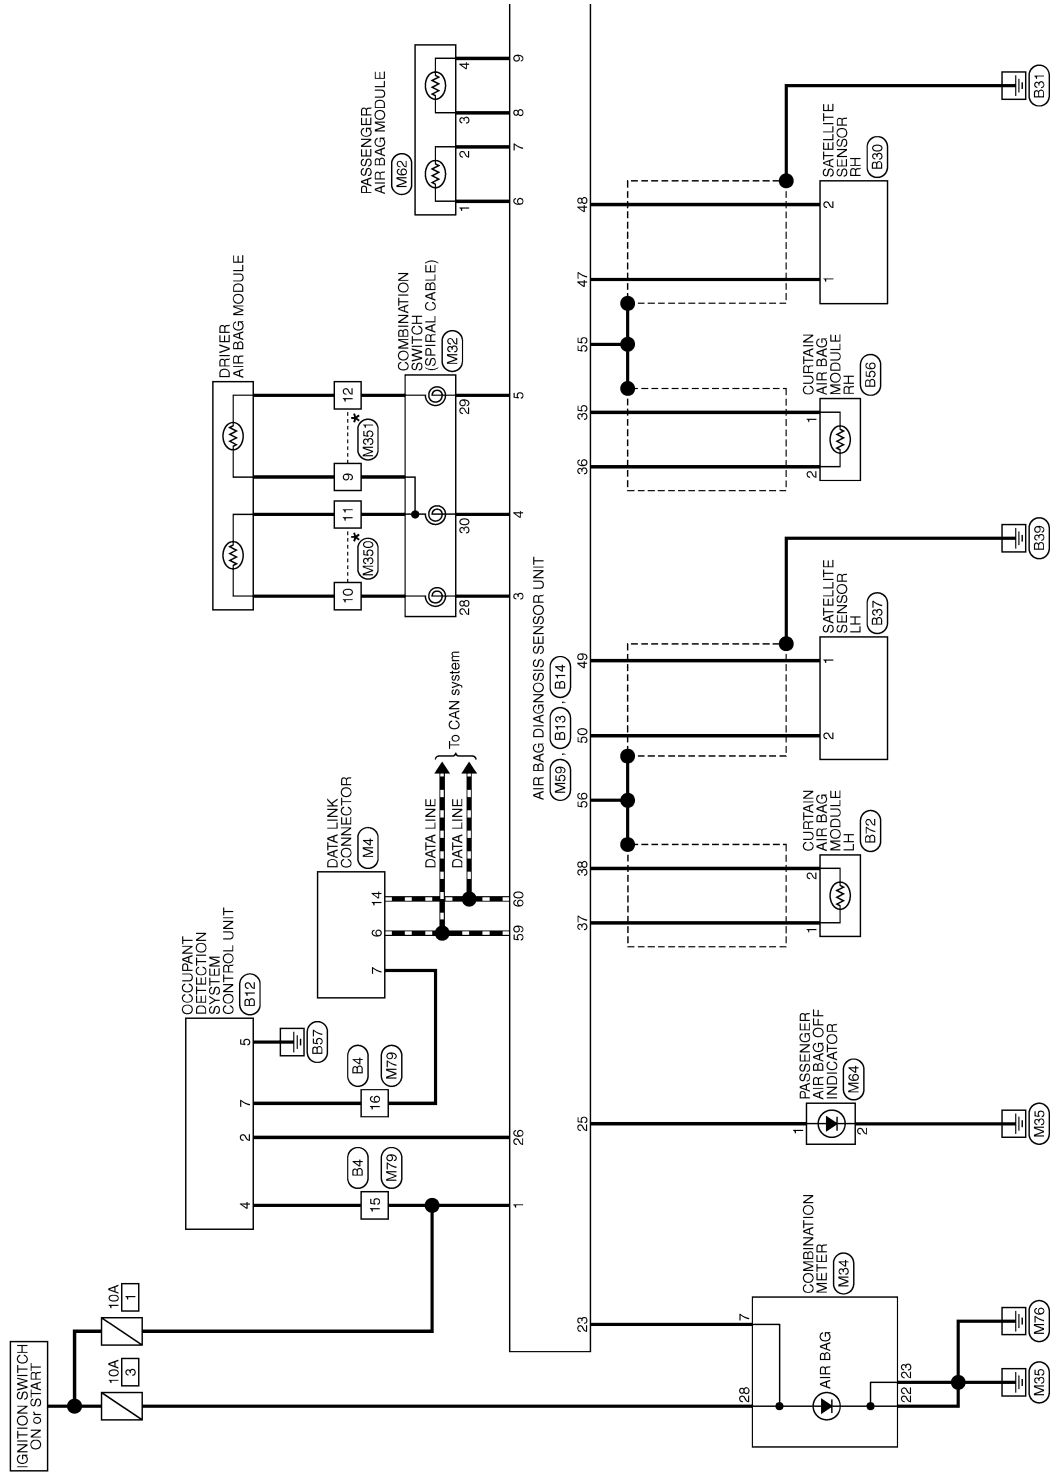 IGNITION SWITCH
ON or START
10A
1
10A
3
OCCUPANT
DETECTION
SYSTEM
CONTROL UNIT
B12
4
2
7
5
B57
15
B4
M79
16
B4
M79
DATA LINK
CONNECTOR
M4
7
6
14
DATA LINE
DATA LINE
To CAN system
DRIVER
AIR BAG MODULE
10
11
9
12
*
M350
*
M351
COMBINATION
SWITCH
(SPIRAL CABLE)
M32
28
30
29
PASSENGER
AIR BAG MODULE
M62
1
2
3
4
1
26
59
60
3
4
5
6
7
8
9
AIR BAG DIAGNOSIS SENSOR UNIT
M59 , B13 , B14
23
25
37
38
56
50
49
36
35
55
47
48
COMBINATION
METER
M34
28
7
AIR BAG
22
23
M35
M76
PASSENGER
AIR BAG OFF
INDICATOR
M64
1
2
M35
CURTAIN
AIR BAG
MODULE
LH
B72
1
2
SATELLITE
SENSOR
LH
B37
2
1
B39
CURTAIN
AIR BAG
MODULE
RH
B56
2
1
SATELLITE
SENSOR
RH
B30
1
2
B31